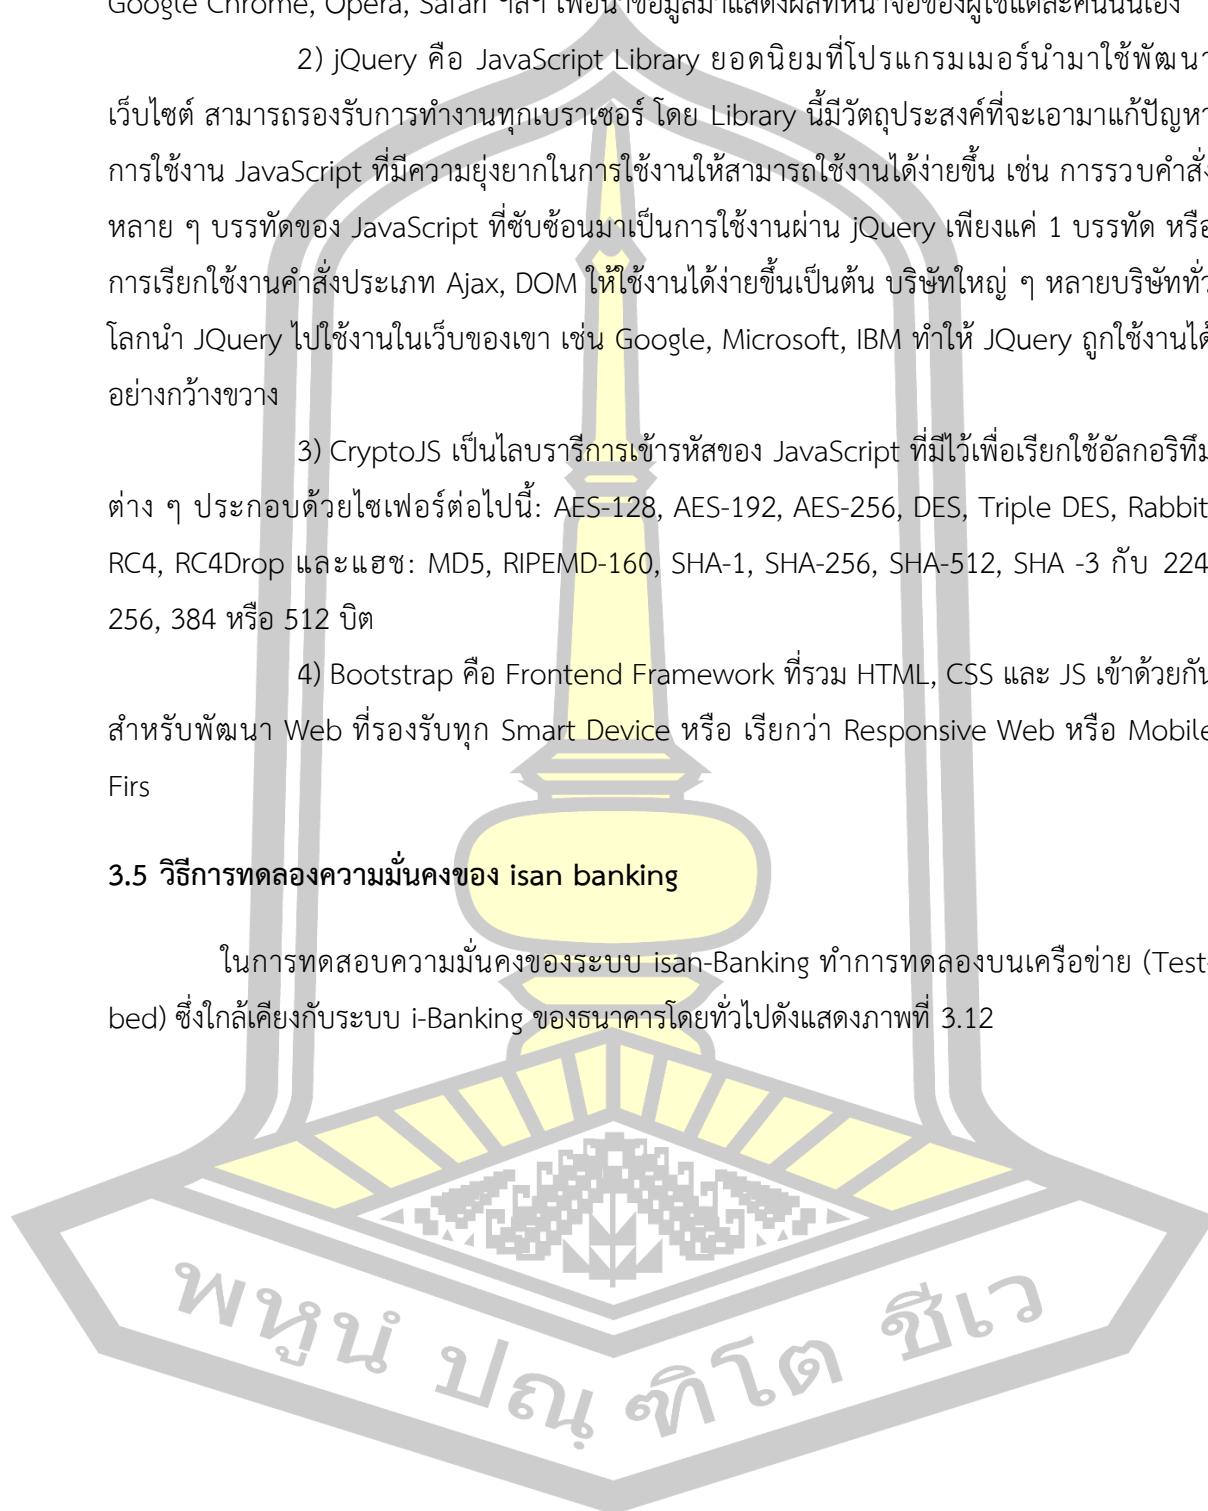 Google Chrome, Opera, Safari ฯลฯ เพื่อนำข้อมูลมาแสดงผลที่หน้าจอของผู้ใช้แต่ละคนนั่นเอง
2) jQuery คือ JavaScript Library ยอดนิยมที่โปรแกรมเมอร์นำมาใช้พัฒนา
เว็บไซต์ สามารถรองรับการทำงานทุกเบราเซอร์ โดย Library นี้มีวัตถุประสงค์ที่จะเอามาแก้ปัญหา
การใช้งาน JavaScript ที่มีความยุ่งยากในการใช้งานให้สามารถใช้งานได้ง่ายขึ้น เช่น การรวบคำสั่ง
หลาย ๆ บรรทัดของ JavaScript ที่ซับซ้อนมาเป็นการใช้งานผ่าน jQuery เพียงแค่ 1 บรรทัด หรือ
การเรียกใช้งานคำสั่งประเภท Ajax, DOM ให้ใช้งานได้ง่ายขึ้นเป็นต้น บริษัทใหญ่ ๆ หลายบริษัททั่ว
โลกนำ JQuery ไปใช้งานในเว็บของเขา เช่น Google, Microsoft, IBM ทำให้ JQuery ถูกใช้งานได้
อย่างกว้างขวาง
3) CryptoJS เป็นไลบรารีการเข้ารหัสของ JavaScript ที่มีไว้เพื่อเรียกใช้อัลกอริทึม
ต่าง ๆ ประกอบด้วยไซเฟอร์ต่อไปนี้: AES-128, AES-192, AES-256, DES, Triple DES, Rabbit
RC4, RC4Drop และแฮช: MD5, RIPEMD-160, SHA-1, SHA-256, SHA-512, SHA -3 กับ 224
256, 384 หรือ 512 บิต
4) Bootstrap คือ Frontend Framework ที่รวม HTML, CSS และ JS เข้าด้วยกัน
สำหรับพัฒนา Web ที่รองรับทุก Smart Device หรือ เรียกว่า Responsive Web หรือ Mobile
Firs
3.5 วิธีการทดลองความมั่นคงของ isan banking
ในการทดสอบความมั่นคงของระบบ isan-Banking ทำการทดลองบนเครือข่าย (Test-
bed) ซึ่งใกล้เคียงกับระบบ i-Banking ของธนาคารโดยทั่วไปดังแสดงภาพที่ 3.12
พหูนํ ปณฺฑิโต ชีเว